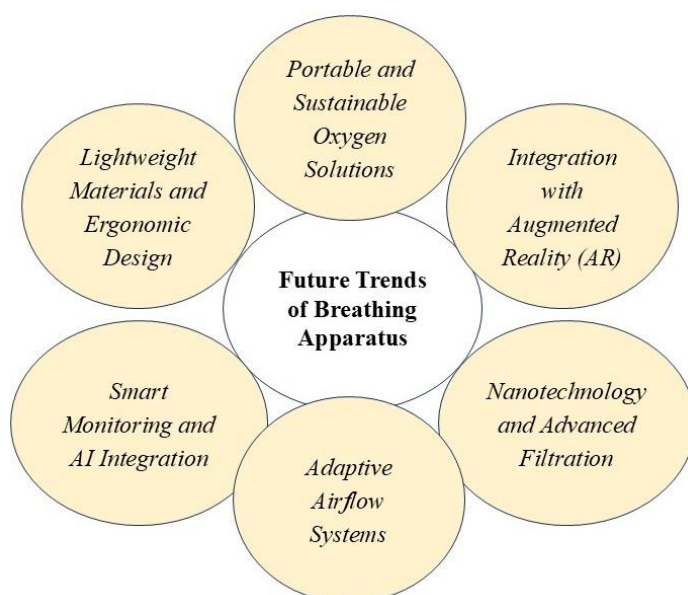 Portable and
Sustainable
Oxygen
Solutions
Lightweight
Materials and
Ergonomic
Design
Integration
with
Augmented
Reality (AR)
Future Trends
of Breathing
Apparatus
Smart
Monitoring and
AI Integration
Nanotechnology
and Advanced
Filtration
Adaptive
Airflow
Systems